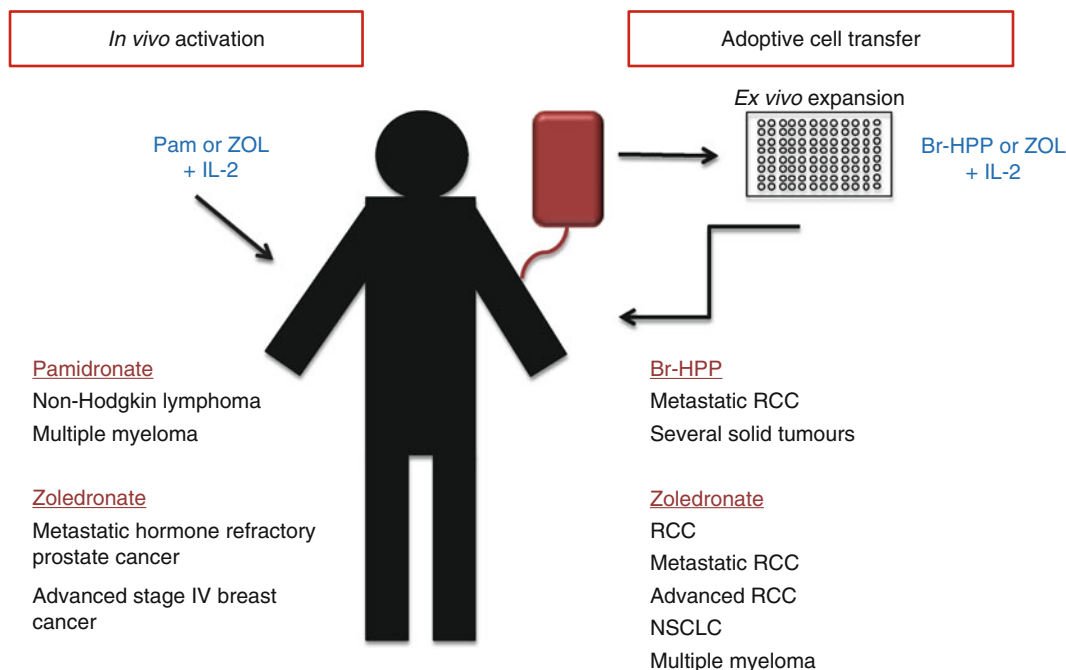 In vivo activation
Adoptive cell transfer
Ex vivo expansion
Pam or ZOL
+ IL-2
Br-HPP or ZOL
+ IL-2
Pamidronate
Non-Hodgkin lymphoma
Multiple myeloma
Zoledronate
Metastatic hormone refractory
prostate cancer
Advanced stage IV breast
cancer
Br-HPP
Metastatic RCC
Several solid tumours
Zoledronate
RCC
Metastatic RCC
Advanced RCC
NSCLC
Multiple myeloma